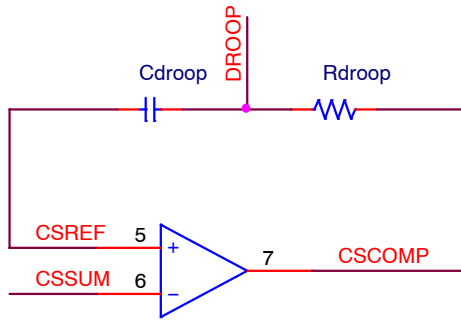 DROOP
Cdroop
Rdroop
CSREF 5
+
7 CSCOMP
CSSUM 6
−